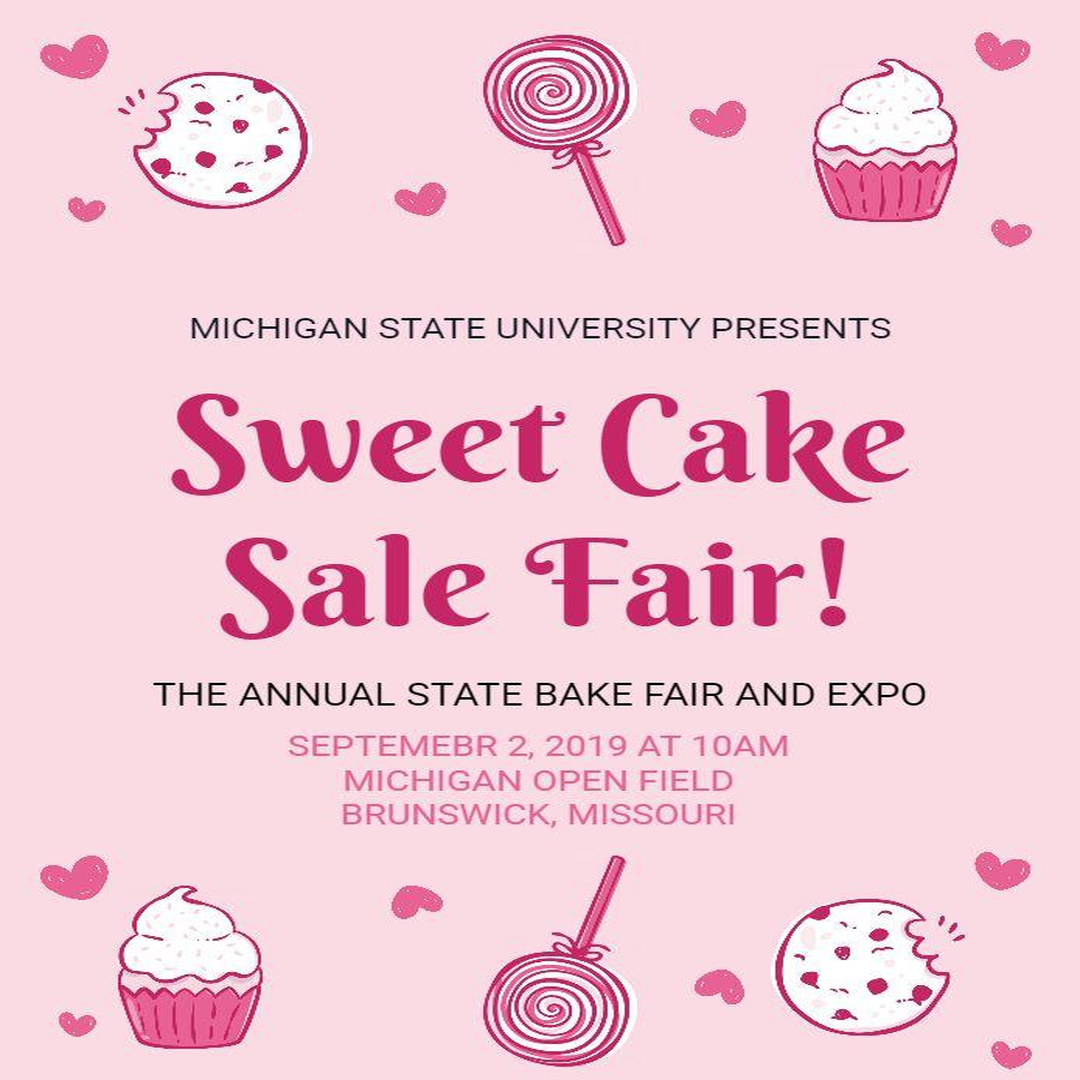 MICHIGAN STATE UNIVERSITY PRESENTS
Sweet Cake
Sale Fair!
THE ANNUAL STATE BAKE FAIR AND EXPO
SEPTEMEBR 2, 2019 AT 10AM
MICHIGAN OPEN FIELD
BRUNSWICK, MISSOURI